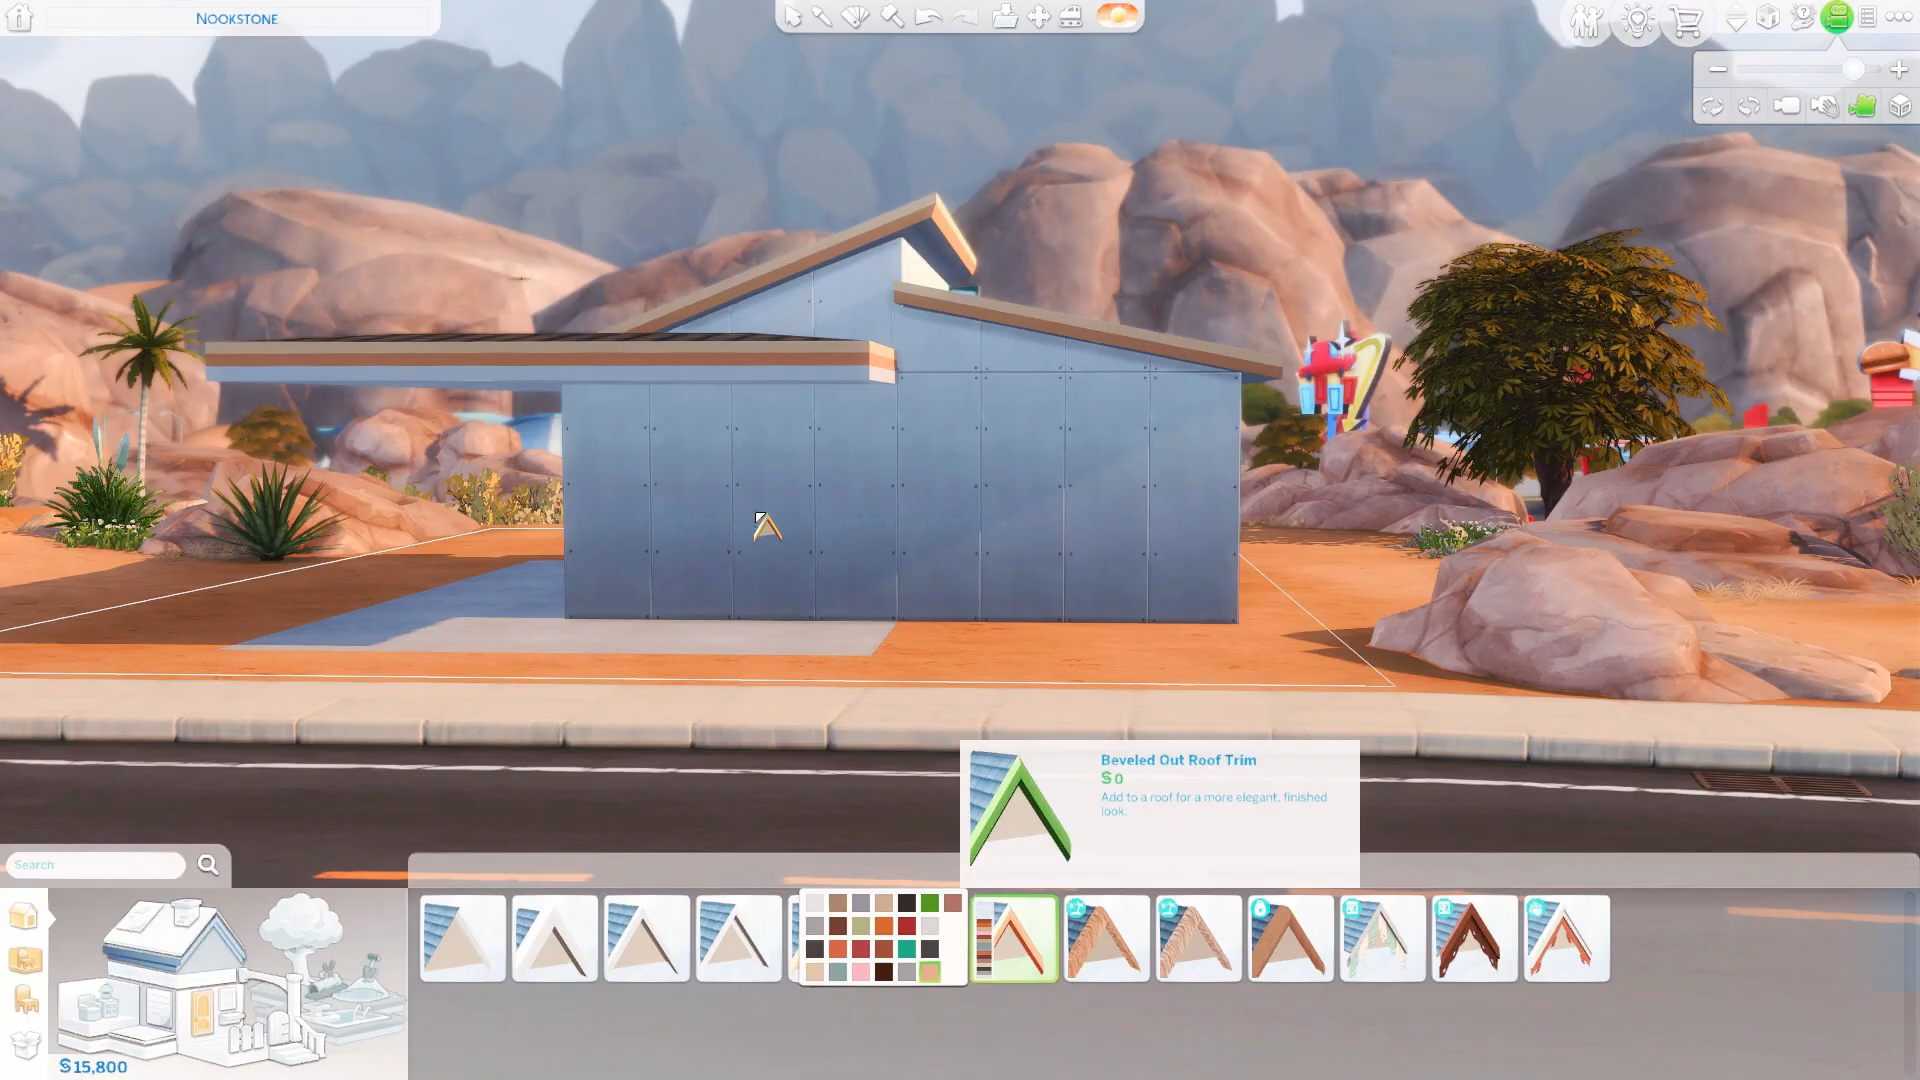 NOOKSTONE
Beveled Out Roof Trim
§0
Add to a roof for a more elegant, finished
look.
Search
§15,800